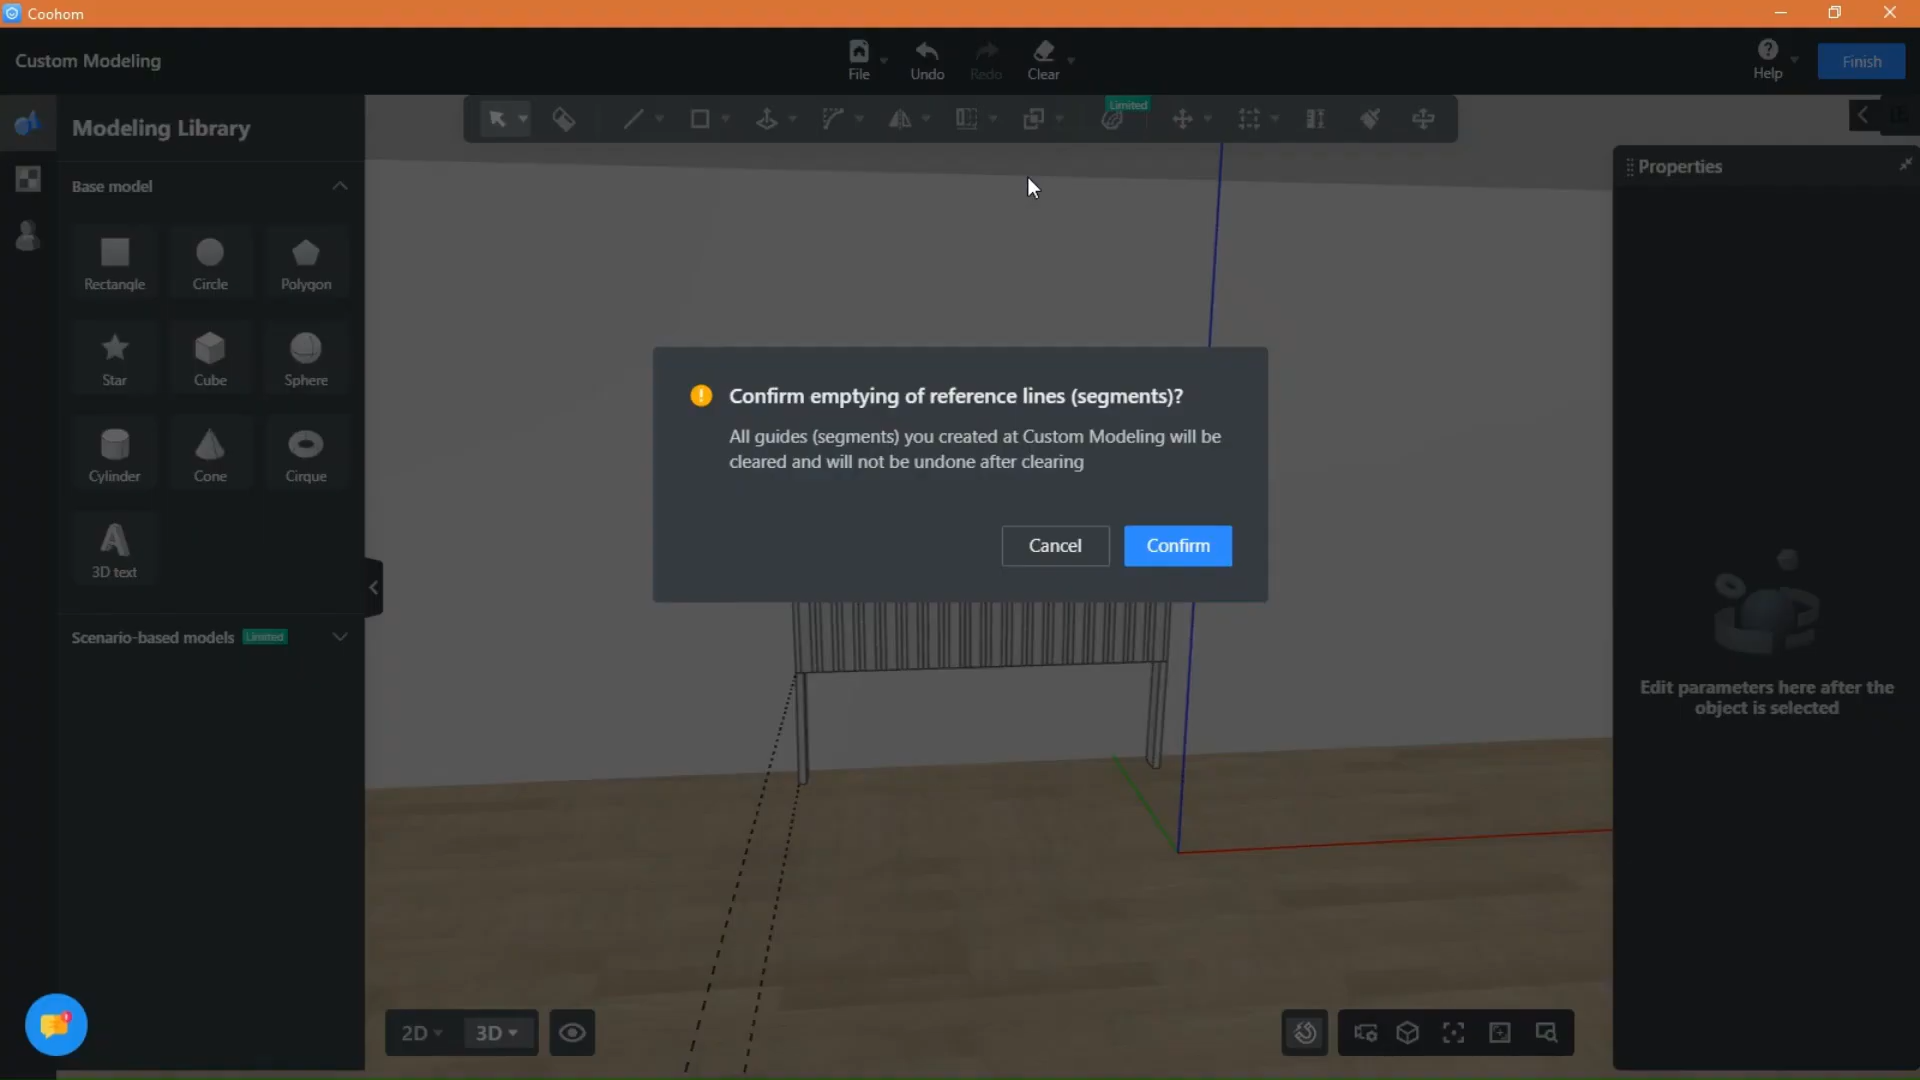 Coohom
Custom Modeling
File
Undo
Redo
Clear
Help
Finish
Limited
Modeling Library
Base model
Rectangle
Circle
Polygon
Star
Cube
Sphere
Cylinder
Cone
Cirque
3D text
Scenario-based models Limited
Confirm emptying of reference lines (segments)?
All guides (segments) you created at Custom Modeling will be
cleared and will not be undone after clearing
Cancel
Confirm
Properties
Edit parameters here after the
object is selected
2D
3D